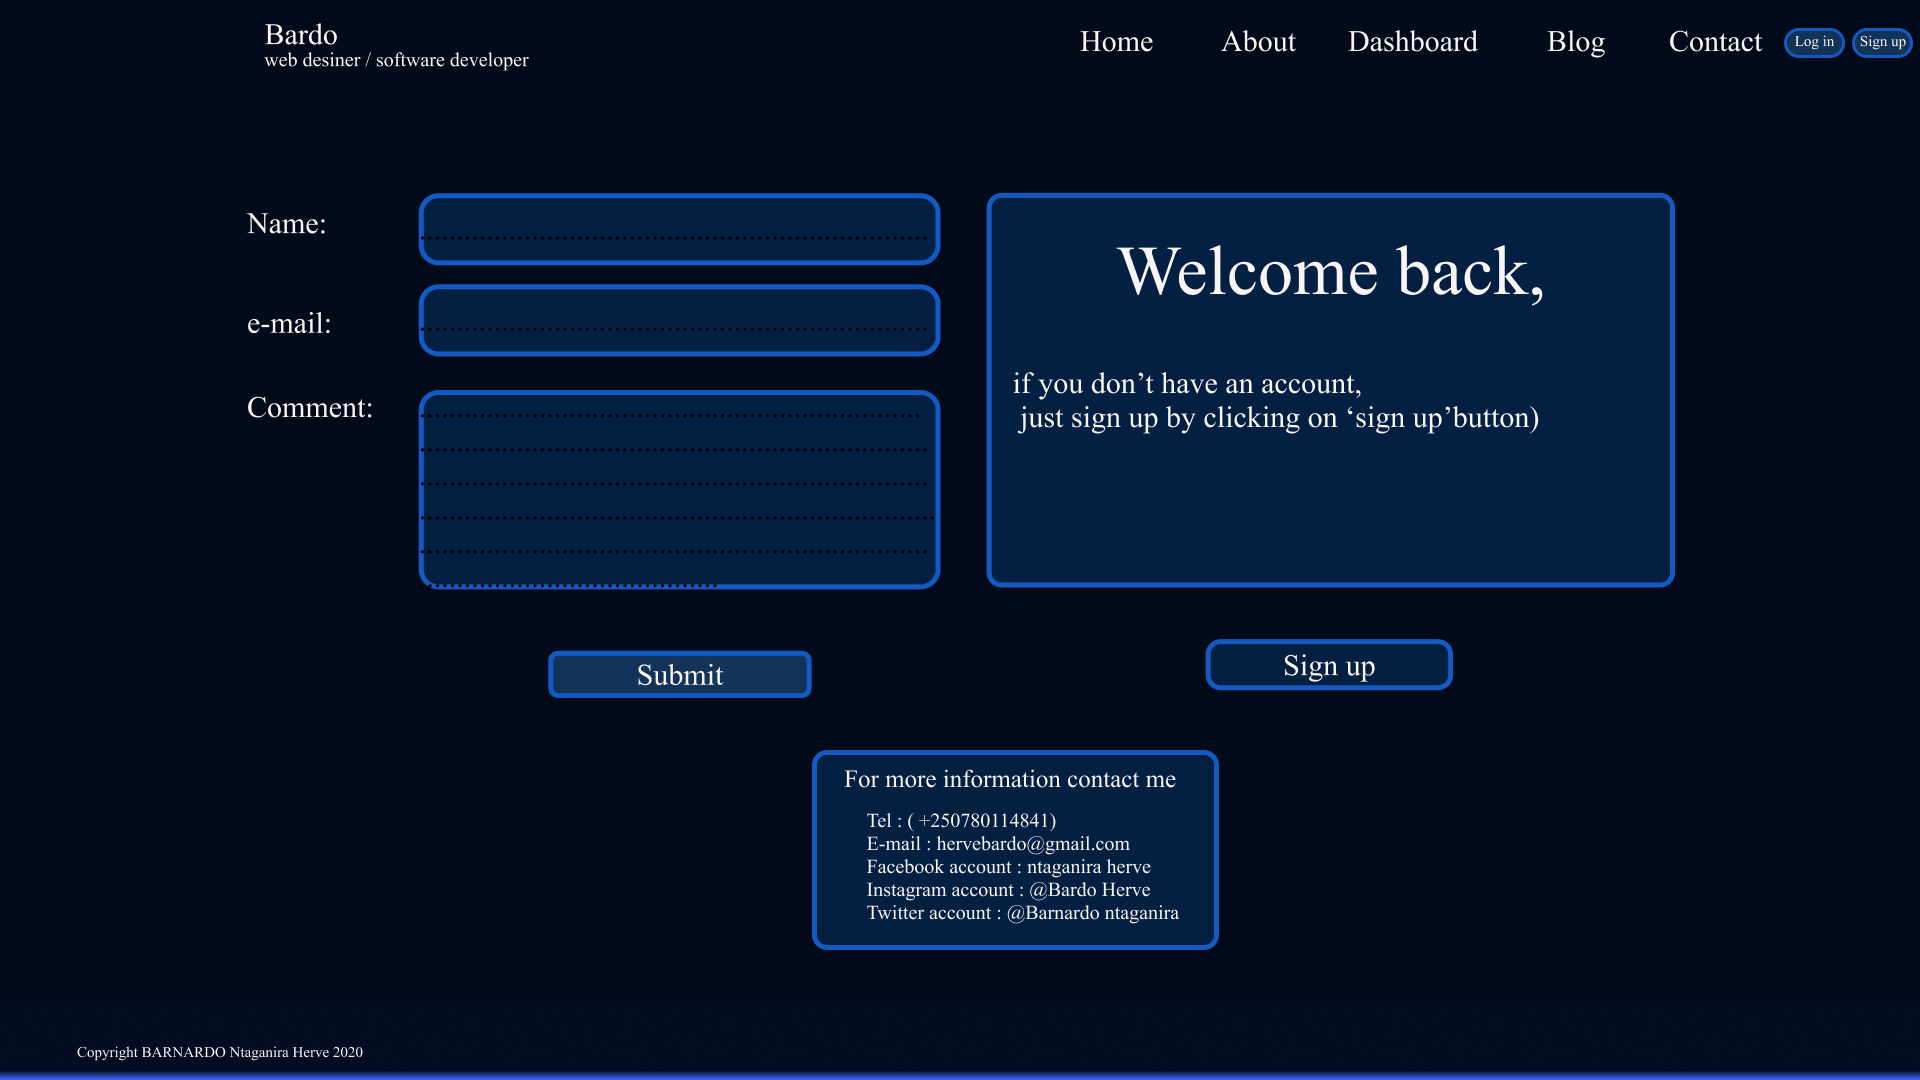 Bardo
web desiner / software developer
Home About Dashboard Blog Contact Log in Sign up
Name:
e-mail:
Comment:
Submit
Welcome back,
if you don’t have an account,
just sign up by clicking on ‘sign up’button)
Sign up
For more information contact me
Tel : ( +250780114841)
E-mail : hervebardo@gmail.com
Facebook account : ntaganira herve
Instagram account : @Bardo Herve
Twitter account : @Barnardo ntaganira
Copyright BARNARDO Ntaganira Herve 2020